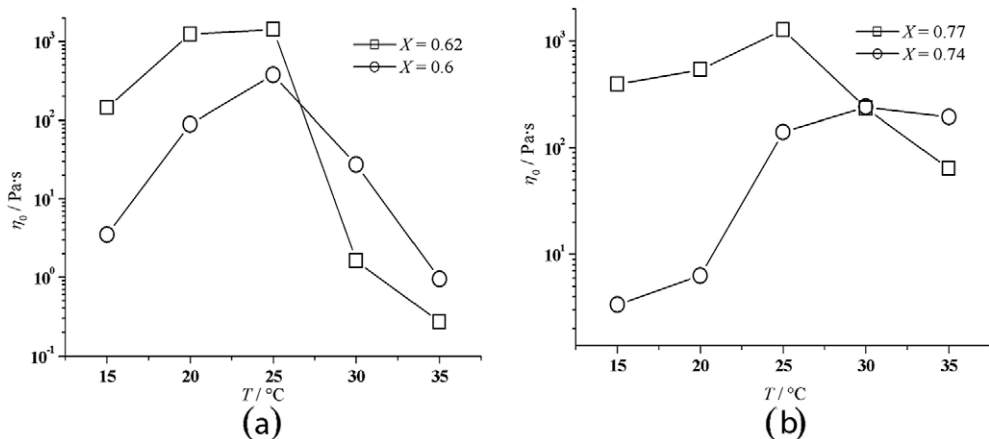 10³
10²
10¹
10⁰
10⁻¹
η₀ / Pa·s
X = 0.62
X = 0.6
15 20 25 30 35
T / °C
(a)
10³
10²
10¹
η₀ / Pa·s
X = 0.77
X = 0.74
15 20 25 30 35
T / °C
(b)